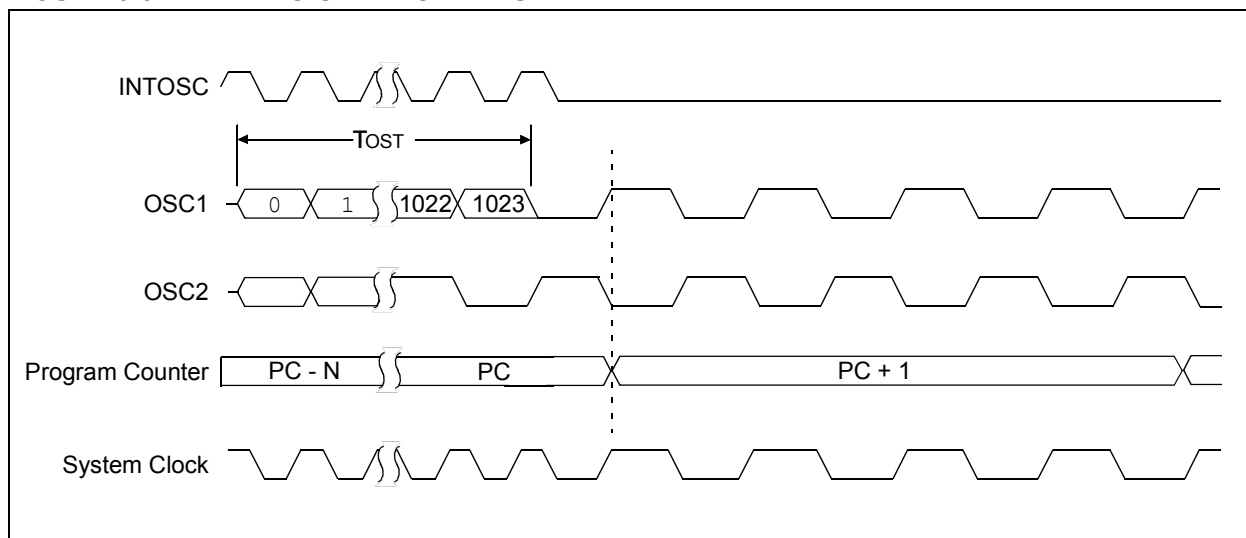 INTOSC
TOST
OSC1
0 1 1022 1023
OSC2
Program Counter
PC - N PC PC + 1
System Clock